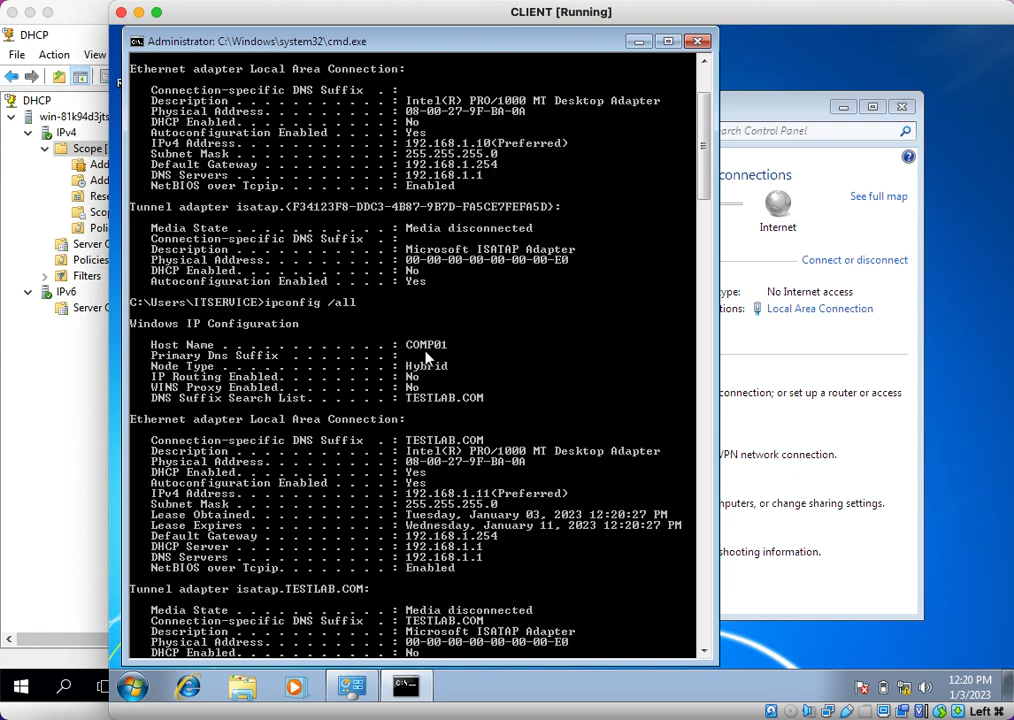 CLIENT [Running]
DHCP
File Action View
DHCP
win-81k94d3jts
IPv4
Scope [
Add
Add
Rese
Scop
Poli
Server O
Policies
Filters
IPv6
Server O
Administrator: C:\Windows\system32\cmd.exe
Ethernet adapter Local Area Connection:
Connection-specific DNS Suffix . :
Description . . . . . . . . . . . : Intel(R) PRO/1000 MT Desktop Adapter
Physical Address. . . . . . . . . : 08-00-27-9F-BA-0A
DHCP Enabled. . . . . . . . . . . : No
Autoconfiguration Enabled . . . . : Yes
IPv4 Address. . . . . . . . . . . : 192.168.1.10(Preferred)
Subnet Mask . . . . . . . . . . . : 255.255.255.0
Default Gateway . . . . . . . . . : 192.168.1.254
DNS Servers . . . . . . . . . . . : 192.168.1.1
NetBIOS over Tcpip. . . . . . . . : Enabled
Tunnel adapter isatap.{F34123F8-DDC3-4B87-9B7D-FA5CE7FEFA5D}:
Media State . . . . . . . . . . . : Media disconnected
Connection-specific DNS Suffix . :
Description . . . . . . . . . . . : Microsoft ISATAP Adapter
Physical Address. . . . . . . . . : 00-00-00-00-00-00-00-E0
DHCP Enabled. . . . . . . . . . . : No
Autoconfiguration Enabled . . . . : Yes
C:\Users\ITSERVICE>ipconfig /all
Windows IP Configuration
Host Name . . . . . . . . . . . . : COMP01
Primary Dns Suffix . . . . . . . :
Node Type . . . . . . . . . . . . : Hybrid
IP Routing Enabled. . . . . . . . : No
WINS Proxy Enabled. . . . . . . . : No
DNS Suffix Search List. . . . . . : TESTLAB.COM
Ethernet adapter Local Area Connection:
Connection-specific DNS Suffix . : TESTLAB.COM
Description . . . . . . . . . . . : Intel(R) PRO/1000 MT Desktop Adapter
Physical Address. . . . . . . . . : 08-00-27-9F-BA-0A
DHCP Enabled. . . . . . . . . . . : Yes
Autoconfiguration Enabled . . . . : Yes
IPv4 Address. . . . . . . . . . . : 192.168.1.11(Preferred)
Subnet Mask . . . . . . . . . . . : 255.255.255.0
Lease Obtained. . . . . . . . . . : Tuesday, January 03, 2023 12:20:27 PM
Lease Expires . . . . . . . . . . : Wednesday, January 11, 2023 12:20:27 PM
Default Gateway . . . . . . . . . : 192.168.1.254
DHCP Server . . . . . . . . . . . : 192.168.1.1
DNS Servers . . . . . . . . . . . : 192.168.1.1
NetBIOS over Tcpip. . . . . . . . : Enabled
Tunnel adapter isatap.TESTLAB.COM:
Media State . . . . . . . . . . . : Media disconnected
Connection-specific DNS Suffix . : TESTLAB.COM
Description . . . . . . . . . . . : Microsoft ISATAP Adapter
Physical Address. . . . . . . . . : 00-00-00-00-00-00-00-E0
DHCP Enabled. . . . . . . . . . . : No
arch Control Panel
connections
See full map
Internet
Connect or disconnect
ype: No Internet access
tions: Local Area Connection
connection; or set up a router or access
VPN network connection.
nputers, or change sharing settings.
shooting information.
12:20 PM
1/3/2023
Left ⌘